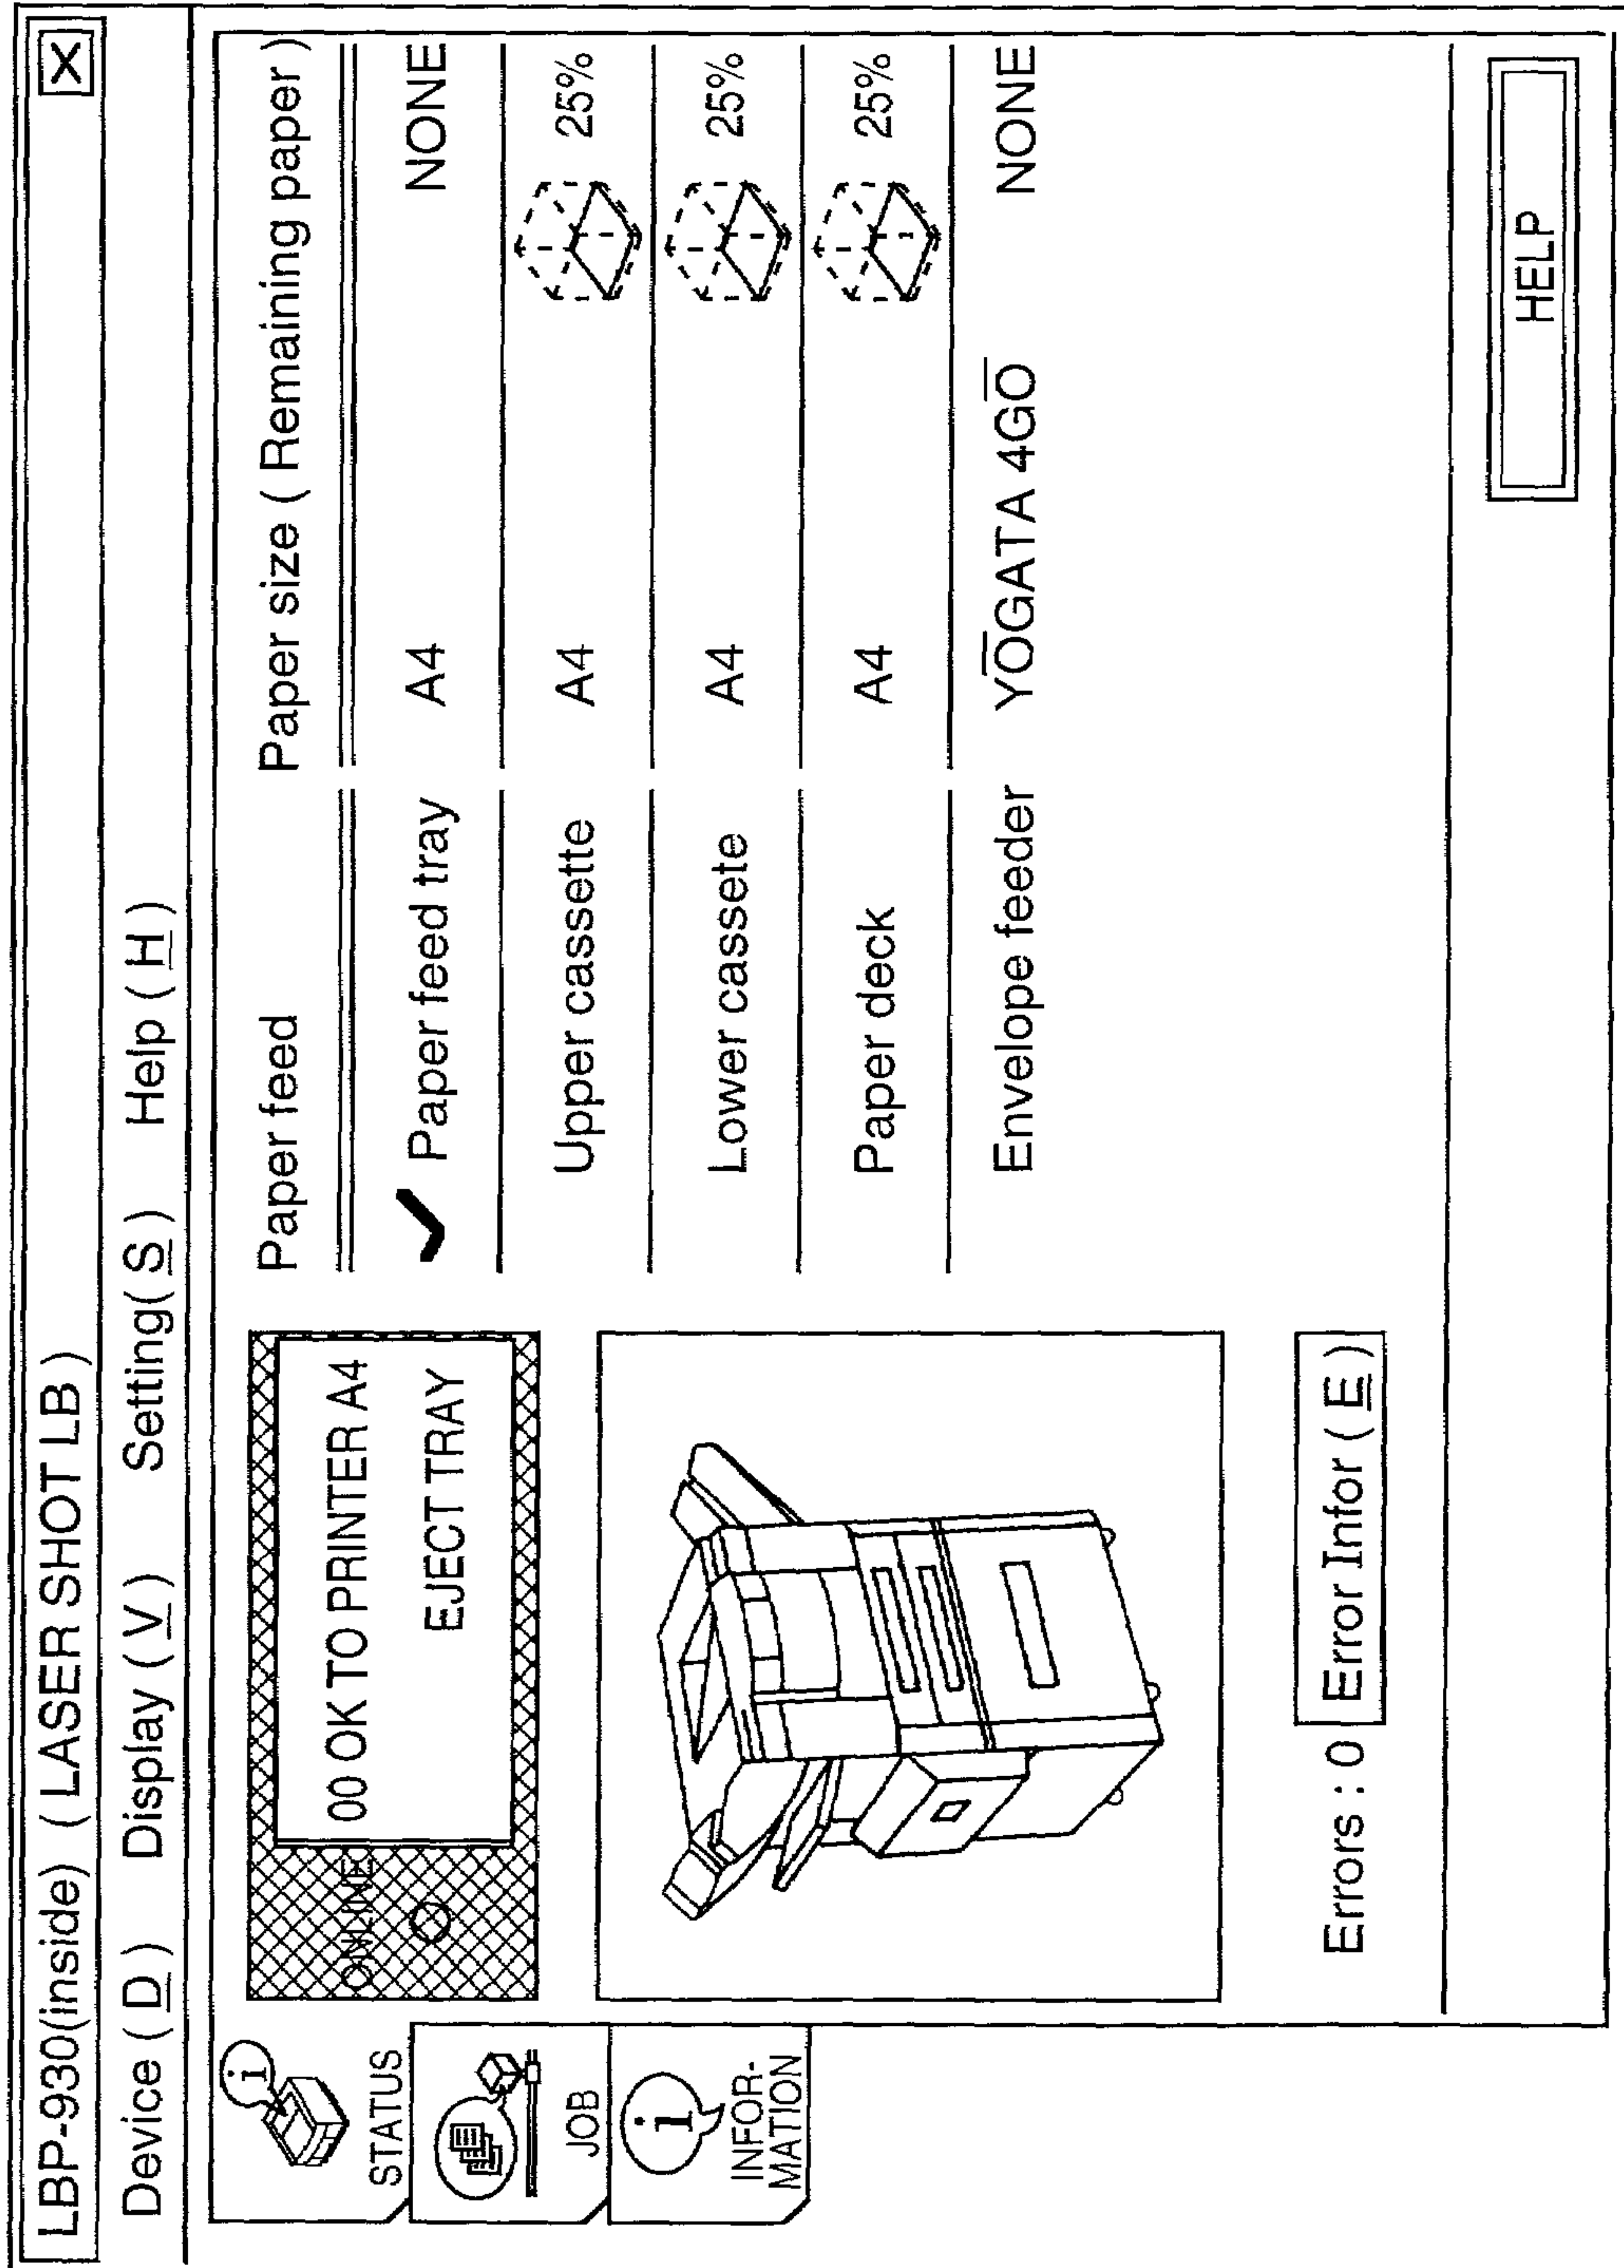 LBP-930(inside) ( LASER SHOT LB )
X
Device ( D ) Display ( V ) Setting( S ) Help ( H )
STATUS
JOB
INFOR-
MATION
ONLINE
00 OK TO PRINTER A4
EJECT TRAY
Errors : 0 Error Infor ( E )
Paper feed Paper size ( Remaining paper )
Paper feed tray A4 NONE
Upper cassette A4 25%
Lower cassete A4 25%
Paper deck A4 25%
Envelope feeder YŌGATA 4GŌ NONE
HELP